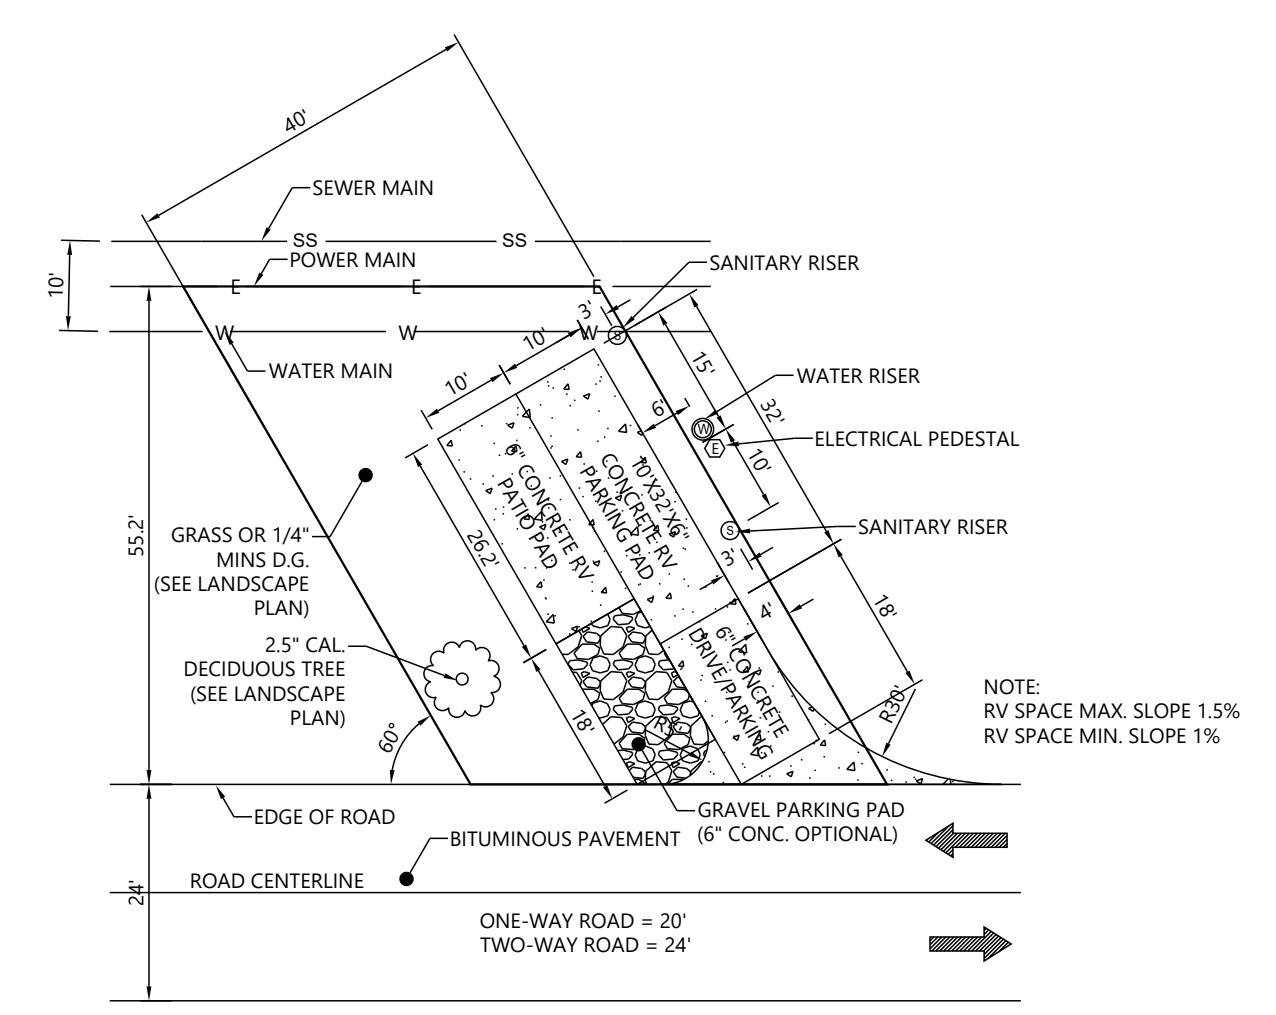 40'
SEWER MAIN
SS
SS
POWER MAIN
E
E
E
10'
W
W
W
WATER MAIN
SANITARY RISER
S
3'
10'
10'
15'
32'
6'
WATER RISER
W
E
ELECTRICAL PEDESTAL
10'
SANITARY RISER
S
3'
4'
18'
10'X32'X6"
CONCRETE RV
PARKING PAD
6" CONCRETE RV
PATIO PAD
26.2'
55.2'
GRASS OR 1/4"
MINS D.G.
(SEE LANDSCAPE
PLAN)
2.5" CAL.
DECIDUOUS TREE
(SEE LANDSCAPE
PLAN)
60°
18'
R5'
6" CONCRETE
DRIVE/PARKING
R30'
NOTE:
RV SPACE MAX. SLOPE 1.5%
RV SPACE MIN. SLOPE 1%
EDGE OF ROAD
GRAVEL PARKING PAD
(6" CONC. OPTIONAL)
BITUMINOUS PAVEMENT
ROAD CENTERLINE
24'
ONE-WAY ROAD = 20'
TWO-WAY ROAD = 24'